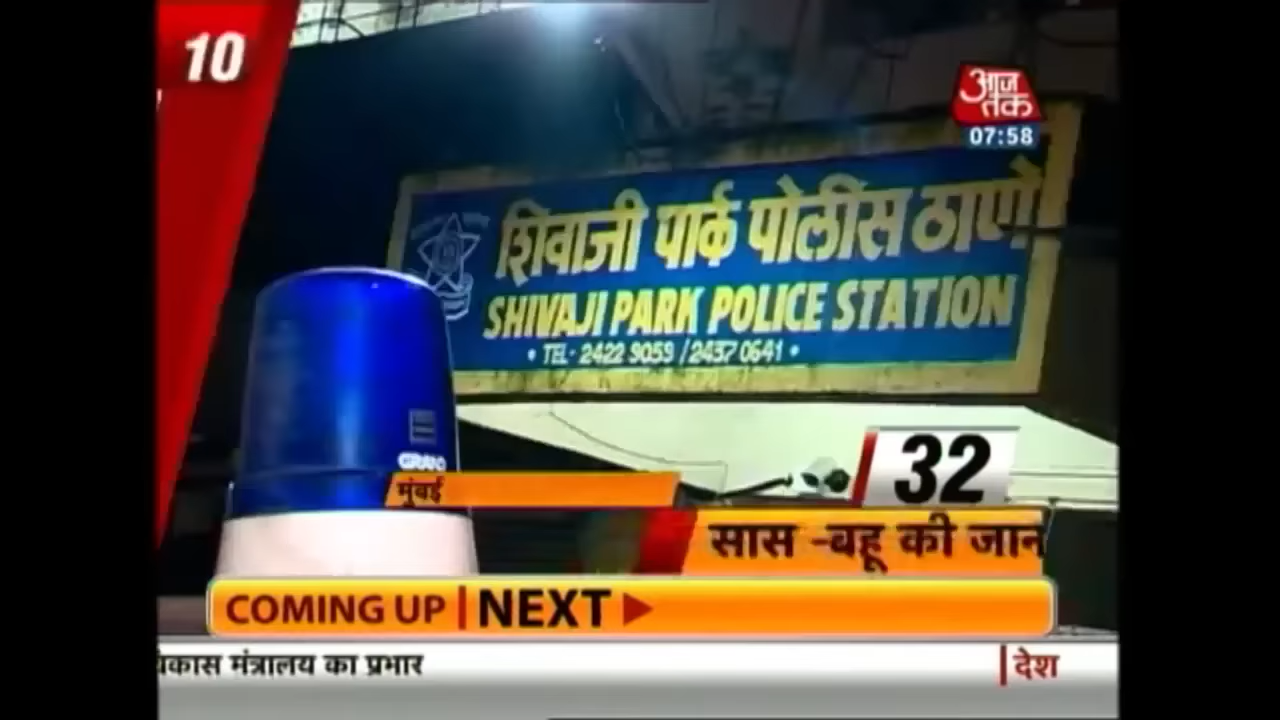 10
आज
तक
07:58
शिवाजी पार्क पोलीस ठाणे
SHIVAJI PARK POLICE STATION
• TEL- 2422 9059 / 2437 0641 •
मुंबई
32
सास -बहू की जान
COMING UP | NEXT
विकास मंत्रालय का प्रभार
देश